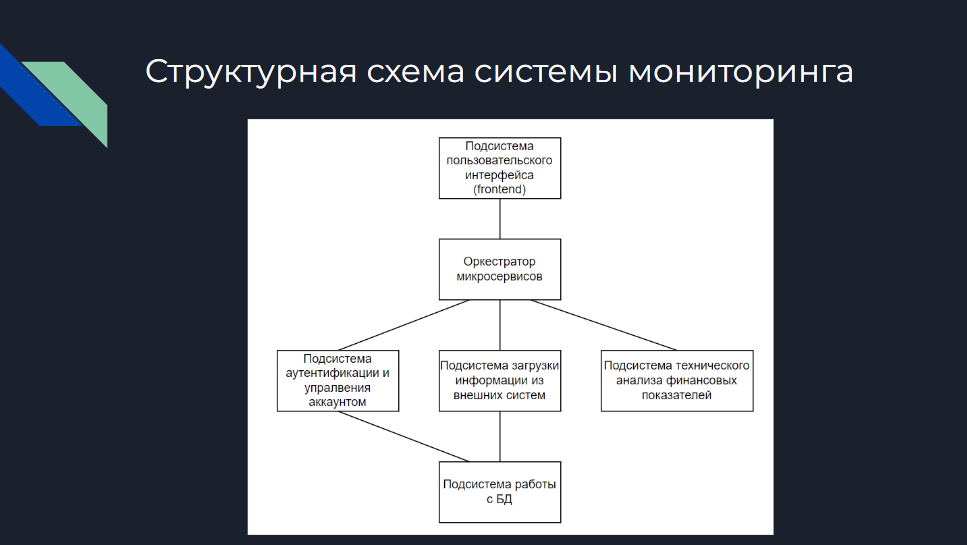 Структурная схема системы мониторинга
Подсистема
пользовательского
интерфейса
(frontend)
Оркестратор
микросервисов
Подсистема
аутентификации и
упралвения
аккаунтом
Подсистема загрузки
информации из
внешних систем
Подсистема технического
анализа финансовых
показателей
Подсистема работы
с БД